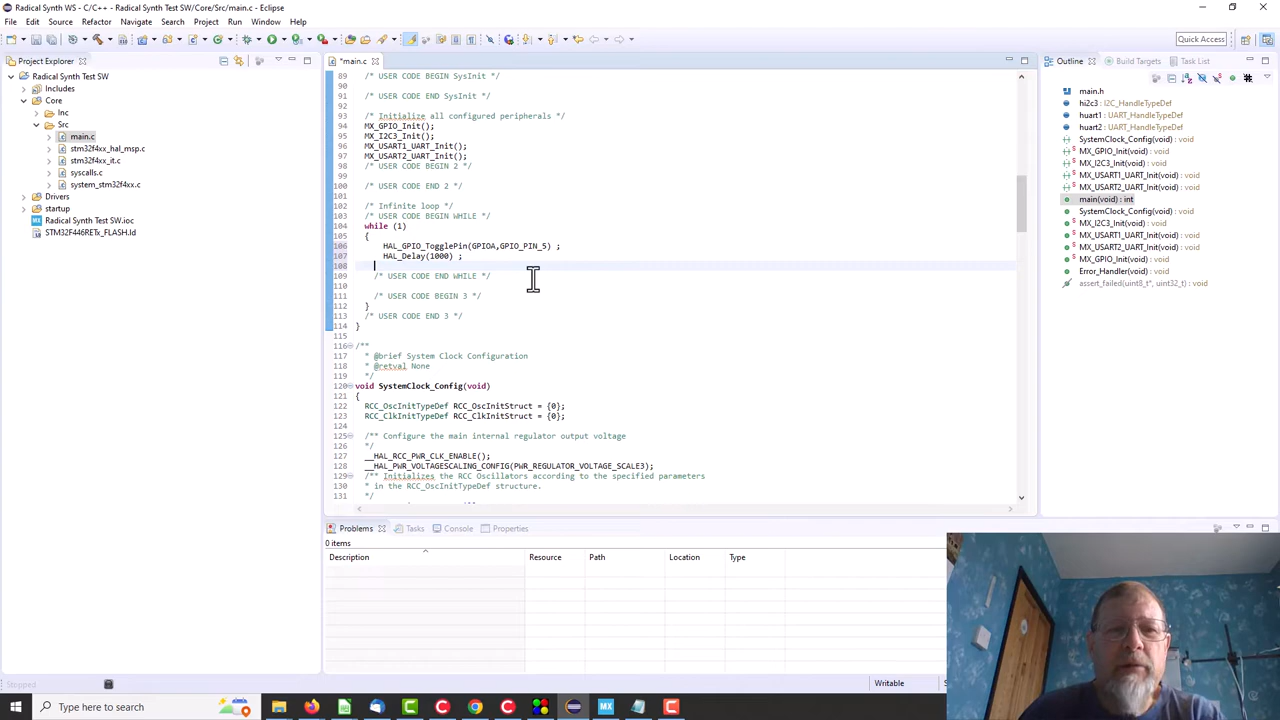 Radical Synth WS - C/C++ - Radical Synth Test SW/Core/Src/main.c - Eclipse
File Edit Source Refactor Navigate Search Project Run Window Help
Quick Access
Project Explorer
Radical Synth Test SW
Includes
Core
Inc
Src
main.c
stm32f4xx_hal_msp.c
stm32f4xx_it.c
syscalls.c
system_stm32f4xx.c
Drivers
startup
Radical Synth Test SW.ioc
STM32F446RETx_FLASH.ld
*main.c
89 /* USER CODE BEGIN SysInit */
90
91 /* USER CODE END SysInit */
92
93 /* Initialize all configured peripherals */
94 MX_GPIO_Init();
95 MX_I2C3_Init();
96 MX_USART1_UART_Init();
97 MX_USART2_UART_Init();
98 /* USER CODE BEGIN 2 */
99
100 /* USER CODE END 2 */
101
102 /* Infinite loop */
103 /* USER CODE BEGIN WHILE */
104 while (1)
105 {
106 HAL_GPIO_TogglePin(GPIOA,GPIO_PIN_5) ;
107 HAL_Delay(1000) ;
108
109 /* USER CODE END WHILE */
110
111 /* USER CODE BEGIN 3 */
112 }
113 /* USER CODE END 3 */
114 }
115
116 /**
117 * @brief System Clock Configuration
118 * @retval None
119 */
120 void SystemClock_Config(void)
121 {
122 RCC_OscInitTypeDef RCC_OscInitStruct = {0};
123 RCC_ClkInitTypeDef RCC_ClkInitStruct = {0};
124
125 /** Configure the main internal regulator output voltage
126 */
127 __HAL_RCC_PWR_CLK_ENABLE();
128 __HAL_PWR_VOLTAGESCALING_CONFIG(PWR_REGULATOR_VOLTAGE_SCALE3);
129 /** Initializes the RCC Oscillators according to the specified parameters
130 * in the RCC_OscInitTypeDef structure.
131 */
Outline Build Targets Task List
main.h
hi2c3 : I2C_HandleTypeDef
huart1 : UART_HandleTypeDef
huart2 : UART_HandleTypeDef
SystemClock_Config(void) : void
MX_GPIO_Init(void) : void
MX_I2C3_Init(void) : void
MX_USART1_UART_Init(void) : void
MX_USART2_UART_Init(void) : void
main(void) : int
SystemClock_Config(void) : void
MX_I2C3_Init(void) : void
MX_USART1_UART_Init(void) : void
MX_USART2_UART_Init(void) : void
MX_GPIO_Init(void) : void
Error_Handler(void) : void
assert_failed(uint8_t*, uint32_t) : void
Problems Tasks Console Properties
0 items
Description Resource Path Location Type
Stopped
Writable
Type here to search
MX